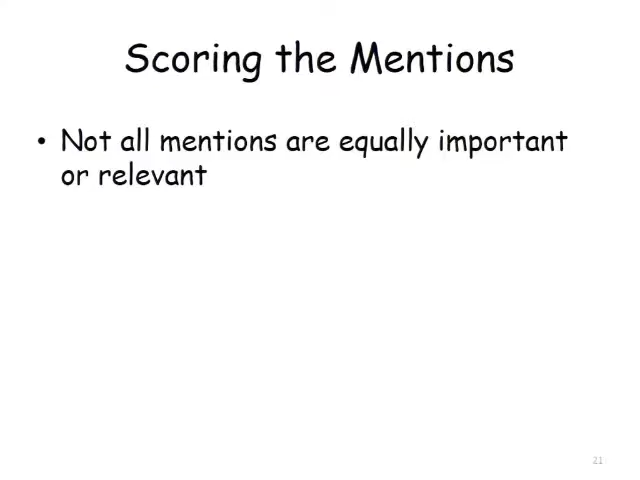 Scoring the Mentions
• Not all mentions are equally important
or relevant
21